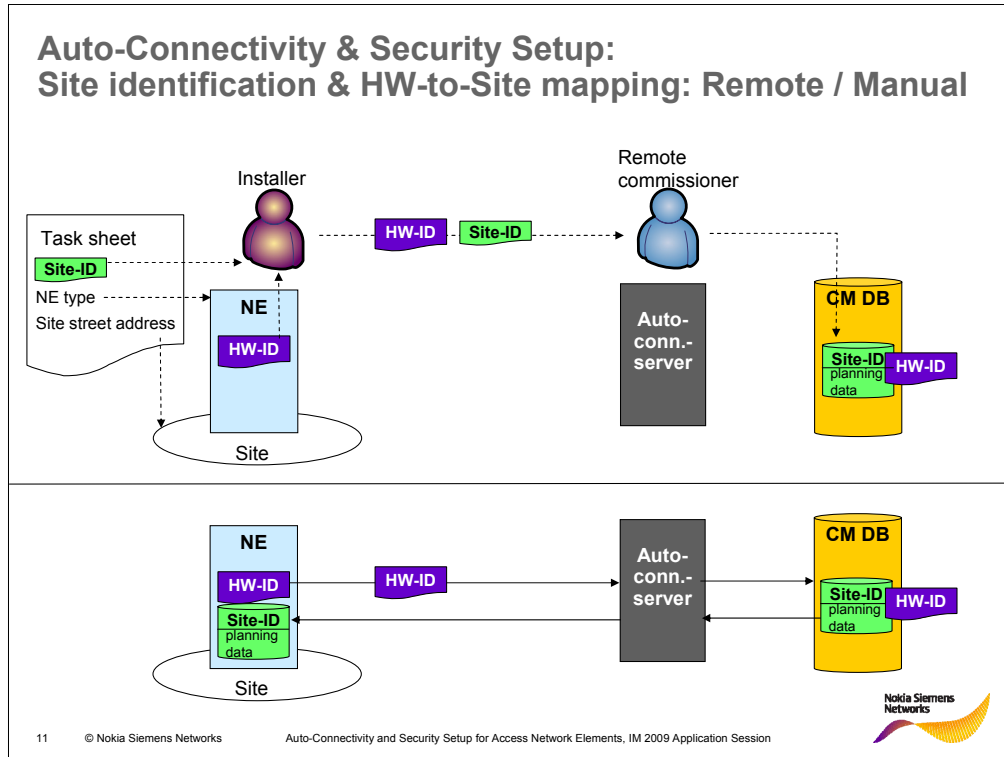 Auto-Connectivity & Security Setup:
Site identification & HW-to-Site mapping: Remote / Manual
Installer
Remote
commissioner
Task sheet
Site-ID
NE type
Site street address
HW-ID
Site-ID
NE
HW-ID
Site
Auto-
conn.-
server
CM DB
Site-ID
planning
data
HW-ID
NE
HW-ID
Site-ID
planning
data
Site
HW-ID
Auto-
conn.-
server
CM DB
Site-ID
planning
data
HW-ID
Nokia Siemens
Networks
11 © Nokia Siemens Networks Auto-Connectivity and Security Setup for Access Network Elements, IM 2009 Application Session